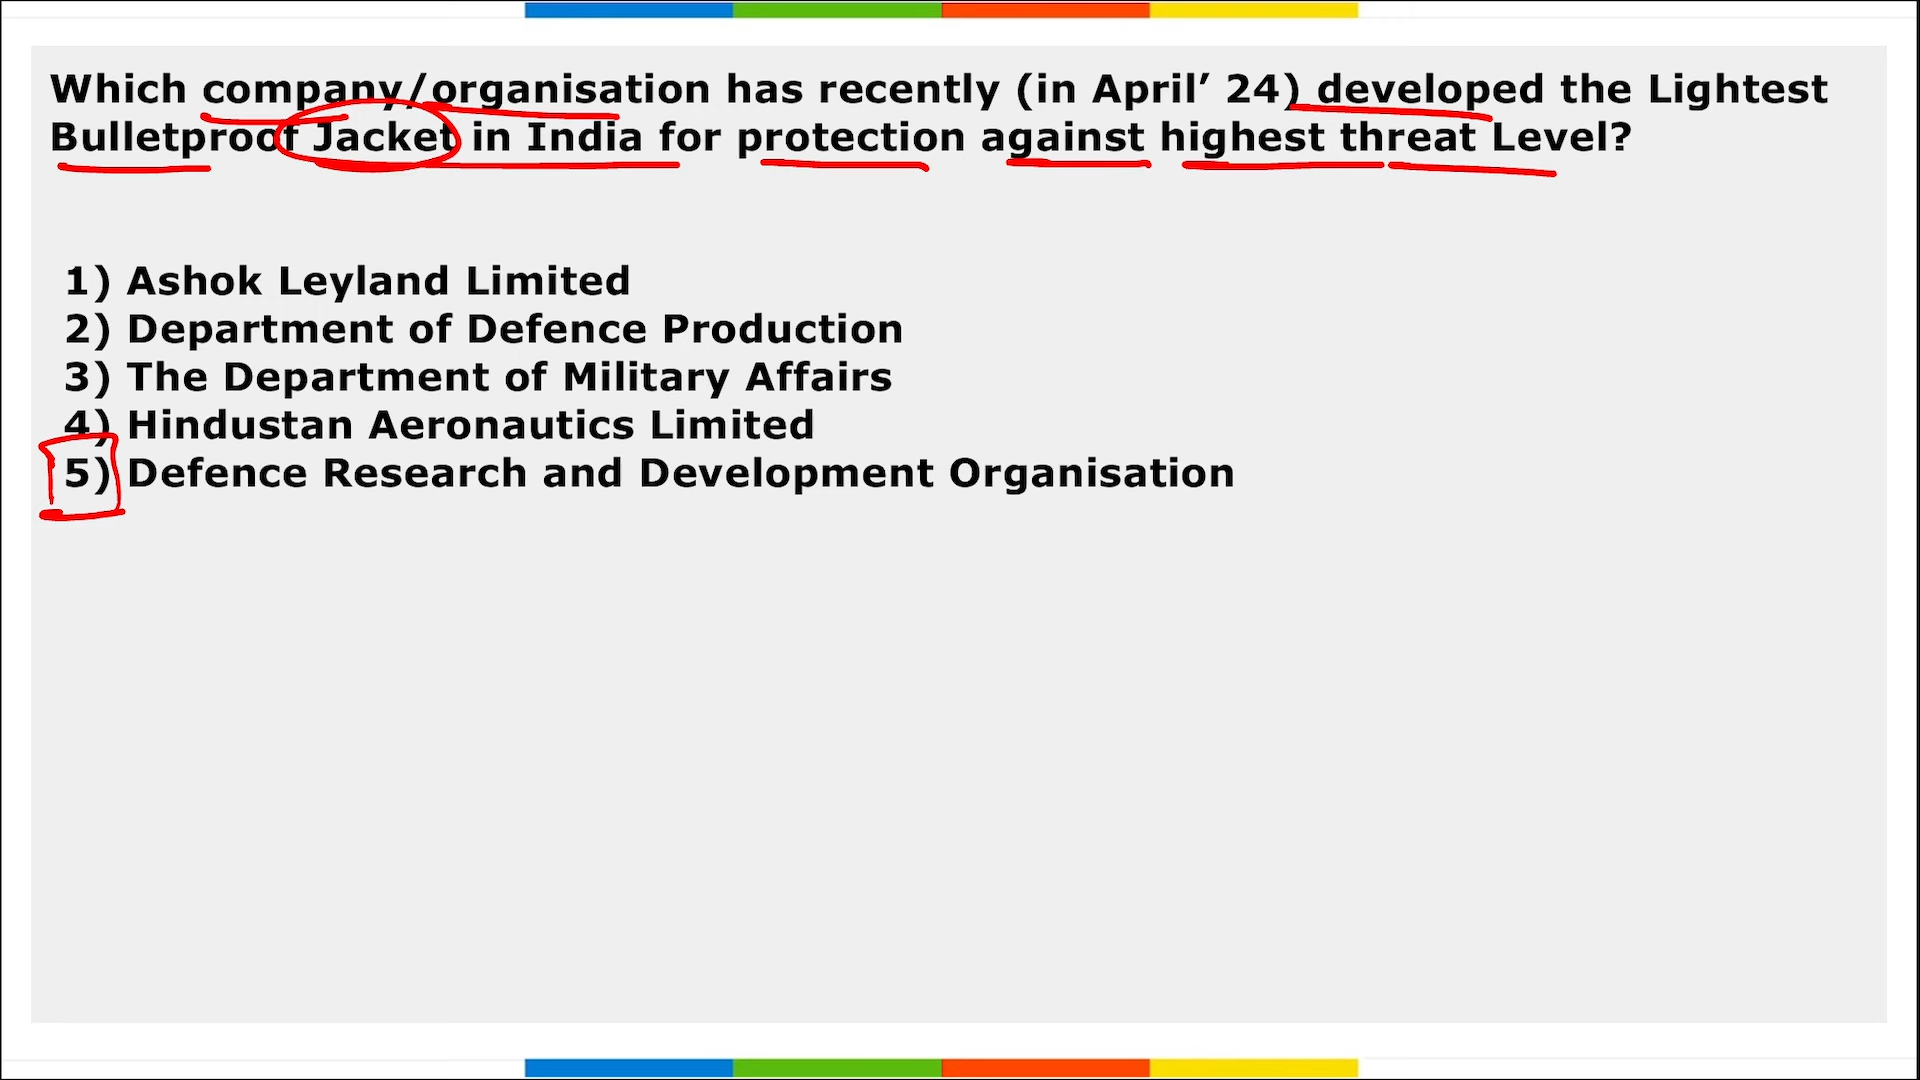 Which company/organisation has recently (in April’ 24) developed the Lightest
Bulletproof Jacket in India for protection against highest threat Level?
1) Ashok Leyland Limited
2) Department of Defence Production
3) The Department of Military Affairs
4) Hindustan Aeronautics Limited
5) Defence Research and Development Organisation